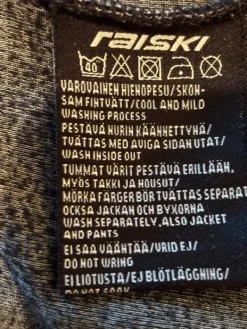 raiski
40
VAROVAINEN HIENOPESU/SKON-
SAM FINTVÄTT/COOL AND MILD
WASHING PROCESS
PESTÄVÄ NURIN KÄÄNNETTYNÄ/
TVÄTTAS MED AVIGA SIDAN UTÅT/
WASH INSIDE OUT
TUMMAT VÄRIT PESTÄVÄ ERILLÄÄN,
MYÖS TAKKI JA HOUSUT/
MÖRKA FÄRGER BÖR TVÄTTAS SEPARAT
OCKSÅ JACKAN OCH BYXORNA
WASH SEPARATELY, ALSO JACKET
AND PANTS
EI SAA VÄÄNTÄÄ/VRID EJ/
DO NOT WRING
EI LIOTUSTA/EJ BLÖTLÄGGNING/
DO NOT SOAK